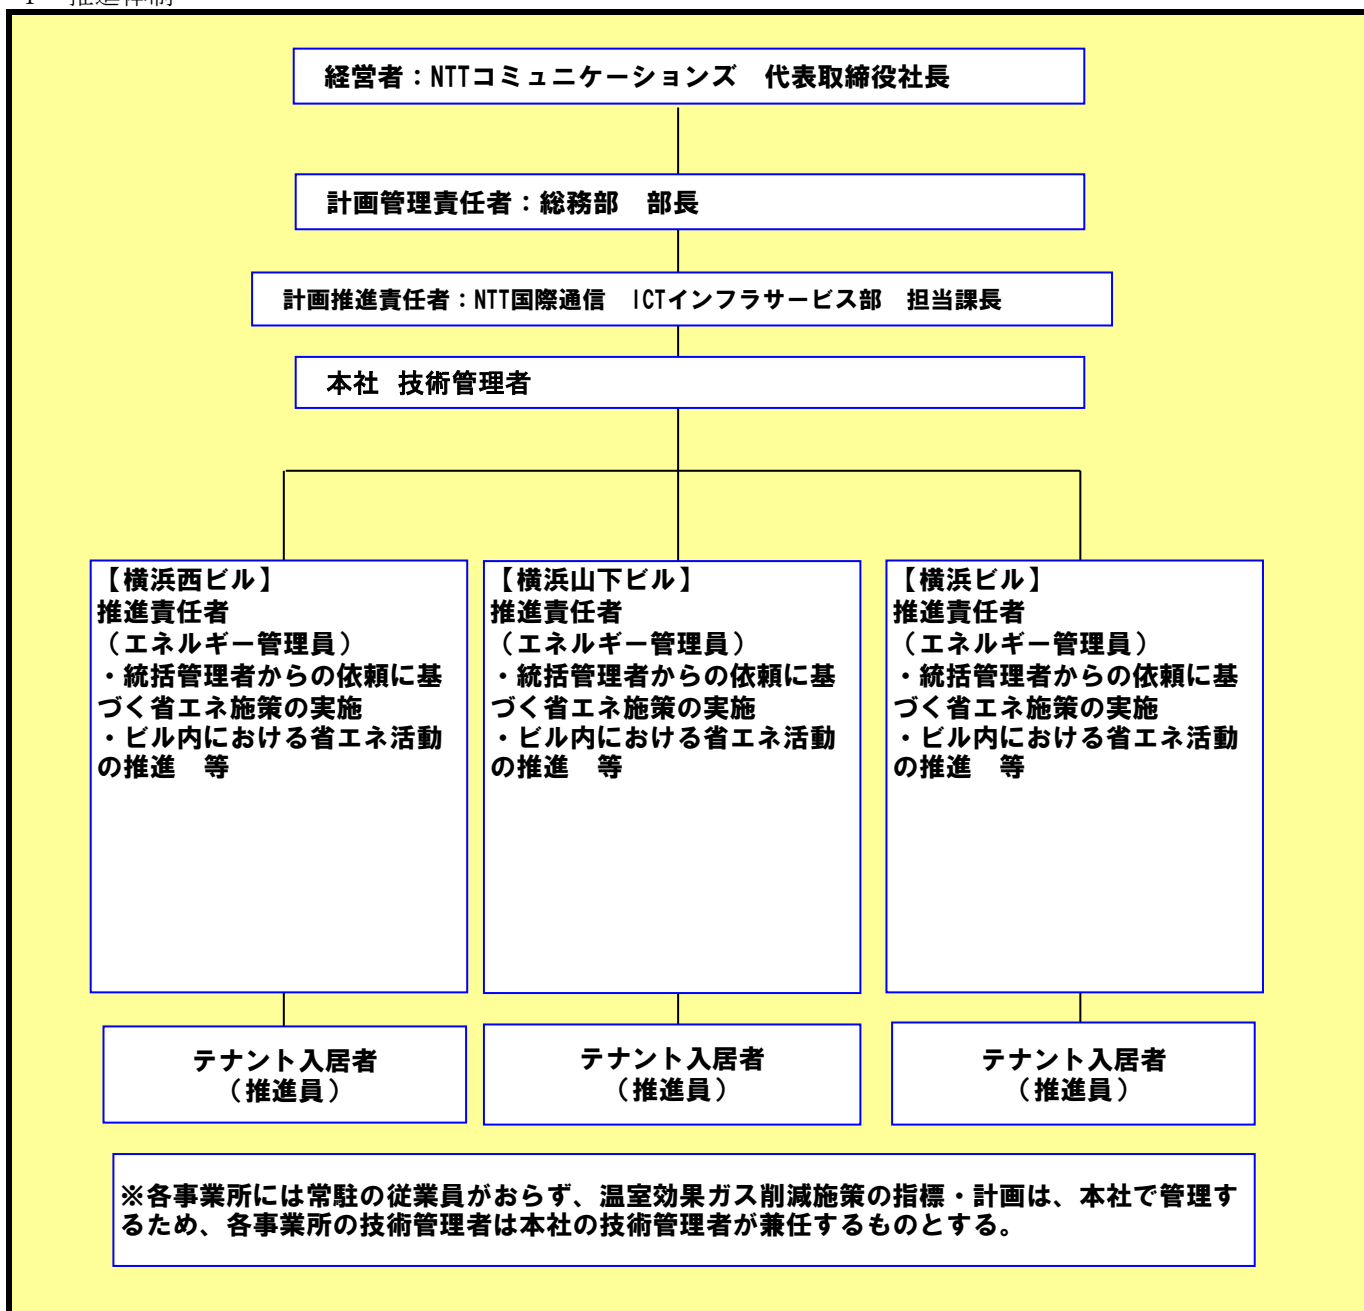 経営者：NTTコミュニケーションズ　代表取締役社長
計画管理責任者：総務部　部長
計画推進責任者：NTT国際通信　ICTインフラサービス部　担当課長
本社 技術管理者
【横浜西ビル】
推進責任者
（エネルギー管理員）
・統括管理者からの依頼に基
づく省エネ施策の実施
・ビル内における省エネ活動
の推進　等
【横浜山下ビル】
推進責任者
（エネルギー管理員）
・統括管理者からの依頼に基
づく省エネ施策の実施
・ビル内における省エネ活動
の推進　等
【横浜ビル】
推進責任者
（エネルギー管理員）
・統括管理者からの依頼に基
づく省エネ施策の実施
・ビル内における省エネ活動
の推進　等
テナント入居者
（推進員）
テナント入居者
（推進員）
テナント入居者
（推進員）
※各事業所には常駐の従業員がおらず、温室効果ガス削減施策の指標・計画は、本社で管理す
るため、各事業所の技術管理者は本社の技術管理者が兼任するものとする。